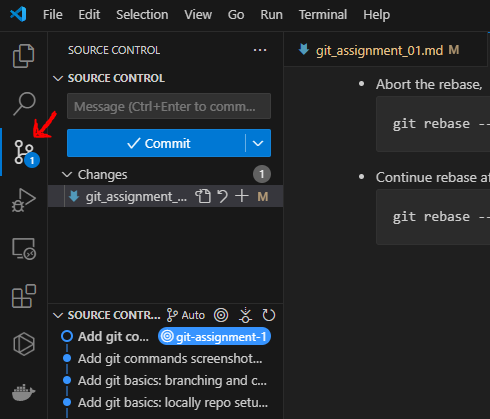 File Edit Selection View Go Run Terminal Help
SOURCE CONTROL
SOURCE CONTROL
Message (Ctrl+Enter to comm...
Commit
Changes 1
git_assignment_... M
1
SOURCE CONTR... Auto
Add git co... git-assignment-1
Add git commands screenshot...
Add git basics: branching and c...
Add git basics: locally repo setu...
git_assignment_01.md M
Abort the rebase,
git rebase --
Continue rebase af
git rebase --